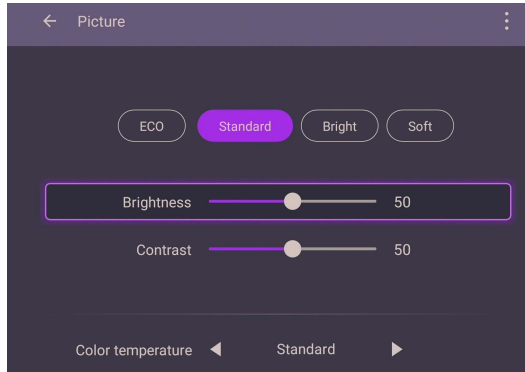 Picture
ECO Standard Bright Soft
Brightness 50
Contrast 50
Color temperature Standard